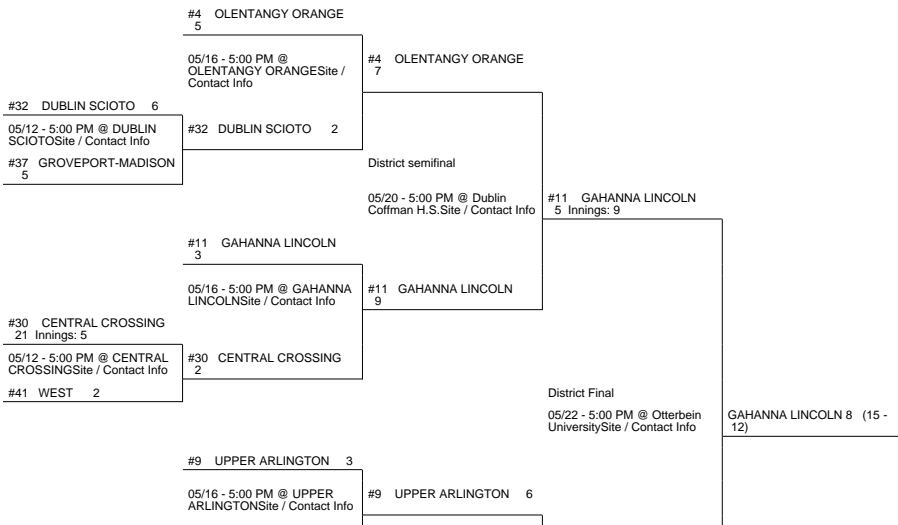 #4 OLENTANGY ORANGE
5
05/16 - 5:00 PM @
OLENTANGY ORANGESite /
Contact Info
#4 OLENTANGY ORANGE
7
#32 DUBLIN SCIOTO 6
05/12 - 5:00 PM @ DUBLIN
SCIOTOSite / Contact Info
#32 DUBLIN SCIOTO 2
#37 GROVEPORT-MADISON
5
District semifinal
05/20 - 5:00 PM @ Dublin
Coffman H.S.Site / Contact Info
#11 GAHANNA LINCOLN
5 Innings: 9
#11 GAHANNA LINCOLN
3
05/16 - 5:00 PM @ GAHANNA
LINCOLNSite / Contact Info
#11 GAHANNA LINCOLN
9
#30 CENTRAL CROSSING
21 Innings: 5
05/12 - 5:00 PM @ CENTRAL
CROSSINGSite / Contact Info
#30 CENTRAL CROSSING
2
#41 WEST 2
District Final
05/22 - 5:00 PM @ Otterbein
UniversitySite / Contact Info
GAHANNA LINCOLN 8 (15 -
12)
#9 UPPER ARLINGTON 3
05/16 - 5:00 PM @ UPPER
ARLINGTONSite / Contact Info
#9 UPPER ARLINGTON 6